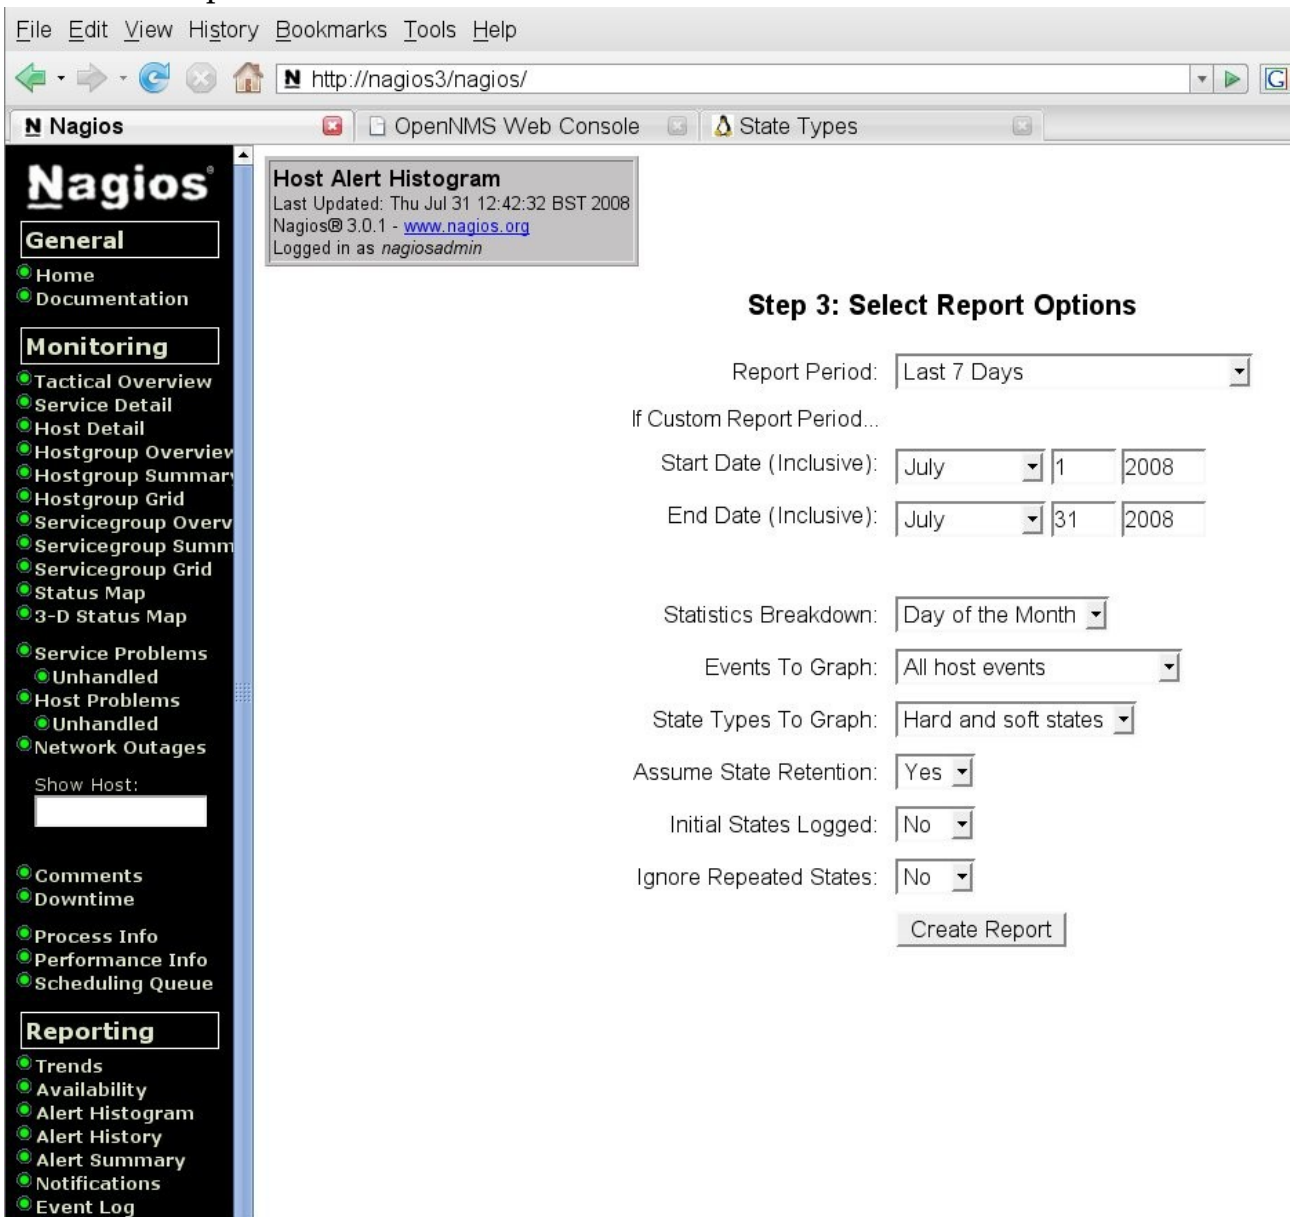 File Edit View History Bookmarks Tools Help
N http://nagios3/nagios/
N Nagios
OpenNMS Web Console
State Types
Nagios®
General
Home
Documentation
Monitoring
Tactical Overview
Service Detail
Host Detail
Hostgroup Overview
Hostgroup Summary
Hostgroup Grid
Servicegroup Overv
Servicegroup Summ
Servicegroup Grid
Status Map
3-D Status Map
Service Problems
Unhandled
Host Problems
Unhandled
Network Outages
Show Host:
Comments
Downtime
Process Info
Performance Info
Scheduling Queue
Reporting
Trends
Availability
Alert Histogram
Alert History
Alert Summary
Notifications
Event Log
Host Alert Histogram
Last Updated: Thu Jul 31 12:42:32 BST 2008
Nagios® 3.0.1 - www.nagios.org
Logged in as nagiosadmin
Step 3: Select Report Options
Report Period: Last 7 Days
If Custom Report Period...
Start Date (Inclusive): July 1 2008
End Date (Inclusive): July 31 2008
Statistics Breakdown: Day of the Month
Events To Graph: All host events
State Types To Graph: Hard and soft states
Assume State Retention: Yes
Initial States Logged: No
Ignore Repeated States: No
Create Report